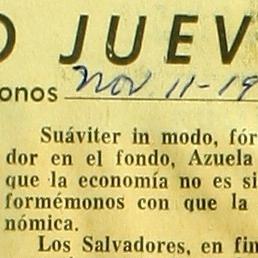 O JUEV
onos Nov 11-19
Suáviter in modo, fór
dor en el fondo, Azuela
que la economía no es si
formémonos con que la
nómica.
Los Salvadores, en fin